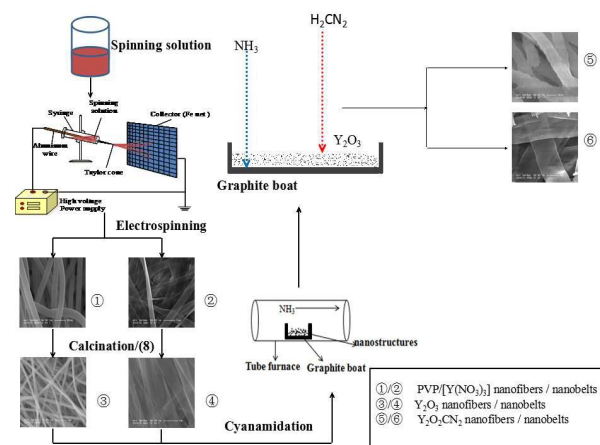 Spinning solution
Syringe
Spinning
solution
Collector (Fe net)
Aluminum
wire
Taylor cone
High voltage
Power supply
Electrospinning
①
②
Calcination/(8)
③
④
Cyanamidation
NH₃
H₂CN₂
Y₂O₃
Graphite boat
NH₃
nanostructures
Tube furnace
Graphite boat
⑤
⑥
①/② PVP/[Y(NO₃)₃] nanofibers / nanobelts
③/④ Y₂O₃ nanofibers / nanobelts
⑤/⑥ Y₂O₂CN₂ nanofibers / nanobelts